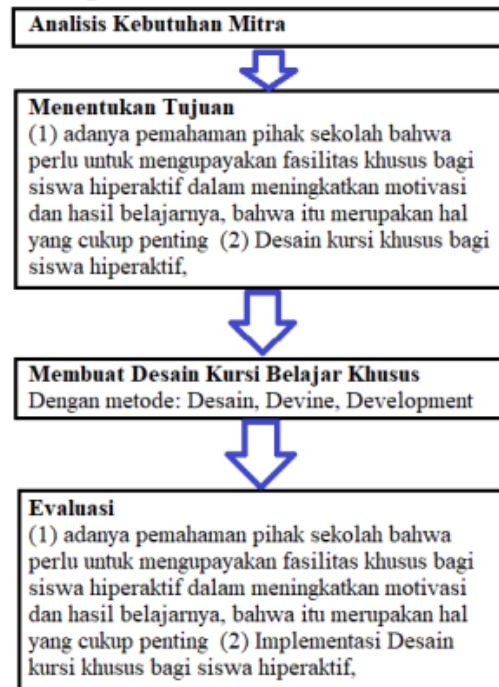 Analisis Kebutuhan Mitra
Menentukan Tujuan
(1) adanya pemahaman pihak sekolah bahwa
perlu untuk mengupayakan fasilitas khusus bagi
siswa hiperaktif dalam meningkatkan motivasi
dan hasil belajarnya, bahwa itu merupakan hal
yang cukup penting (2) Desain kursi khusus bagi
siswa hiperaktif,
Membuat Desain Kursi Belajar Khusus
Dengan metode: Desain, Devine, Development
Evaluasi
(1) adanya pemahaman pihak sekolah bahwa
perlu untuk mengupayakan fasilitas khusus bagi
siswa hiperaktif dalam meningkatkan motivasi
dan hasil belajarnya, bahwa itu merupakan hal
yang cukup penting (2) Implementasi Desain
kursi khusus bagi siswa hiperaktif,